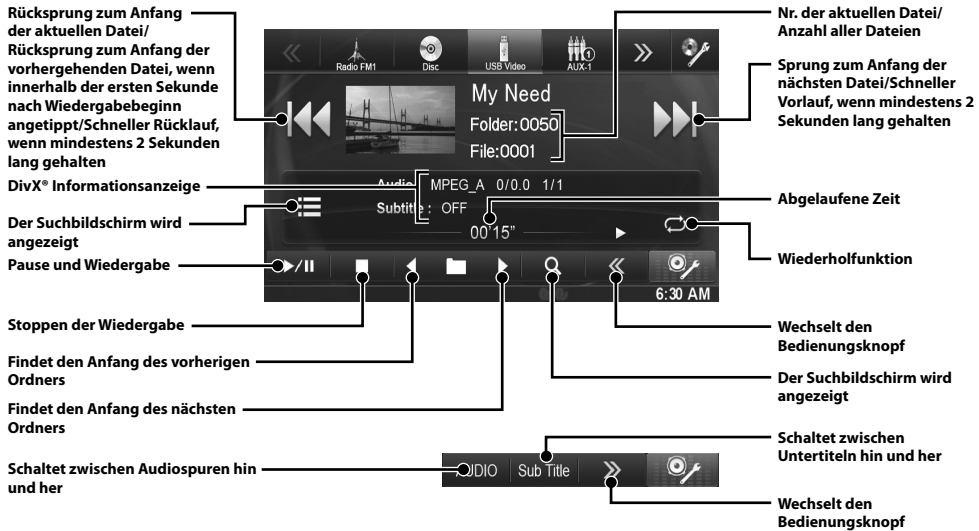 Rücksprung zum Anfang
der aktuellen Datei/
Rücksprung zum Anfang der
vorhergehenden Datei, wenn
innerhalb der ersten Sekunde
nach Wiedergabebeginn
angetippt/Schneller Rücklauf,
wenn mindestens 2 Sekunden
lang gehalten
DivX® Informationsanzeige
Der Suchbildschirm wird
angezeigt
Pause und Wiedergabe
Stoppen der Wiedergabe
Findet den Anfang des vorherigen
Ordners
Findet den Anfang des nächsten
Ordners
Schaltet zwischen Audiospuren hin
und her
Radio FM1
Disc
USB Video
AUX-1
1
My Need
Folder:0050
File:0001
MPEG_A 0/0.0 1/1
Subtitle : OFF
00'15"
6:30 AM
Sub Title
Nr. der aktuellen Datei/
Anzahl aller Dateien
Sprung zum Anfang der
nächsten Datei/Schneller
Vorlauf, wenn mindestens 2
Sekunden lang gehalten
Abgelaufene Zeit
Wiederholfunktion
Wechselt den
Bedienungsknopf
Der Suchbildschirm wird
angezeigt
Schaltet zwischen
Untertiteln hin und her
Wechselt den
Bedienungsknopf